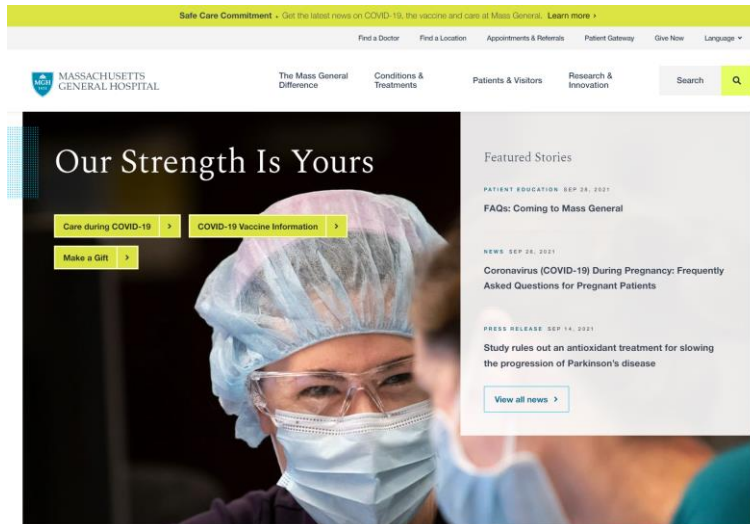 Safe Care Commitment • Get the latest news on COVID-19, the vaccine and care at Mass General. Learn more ›
Find a Doctor Find a Location Appointments & Referrals Patient Gateway Give Now Language
MGH
1811
MASSACHUSETTS
GENERAL HOSPITAL
The Mass General
Difference
Conditions &
Treatments
Patients & Visitors
Research &
Innovation
Search
Our Strength Is Yours
Care during COVID-19 ›
COVID-19 Vaccine Information ›
Make a Gift ›
Featured Stories
PATIENT EDUCATION SEP 28, 2021
FAQs: Coming to Mass General
NEWS SEP 28, 2021
Coronavirus (COVID-19) During Pregnancy: Frequently
Asked Questions for Pregnant Patients
PRESS RELEASE SEP 14, 2021
Study rules out an antioxidant treatment for slowing
the progression of Parkinson's disease
View all news ›